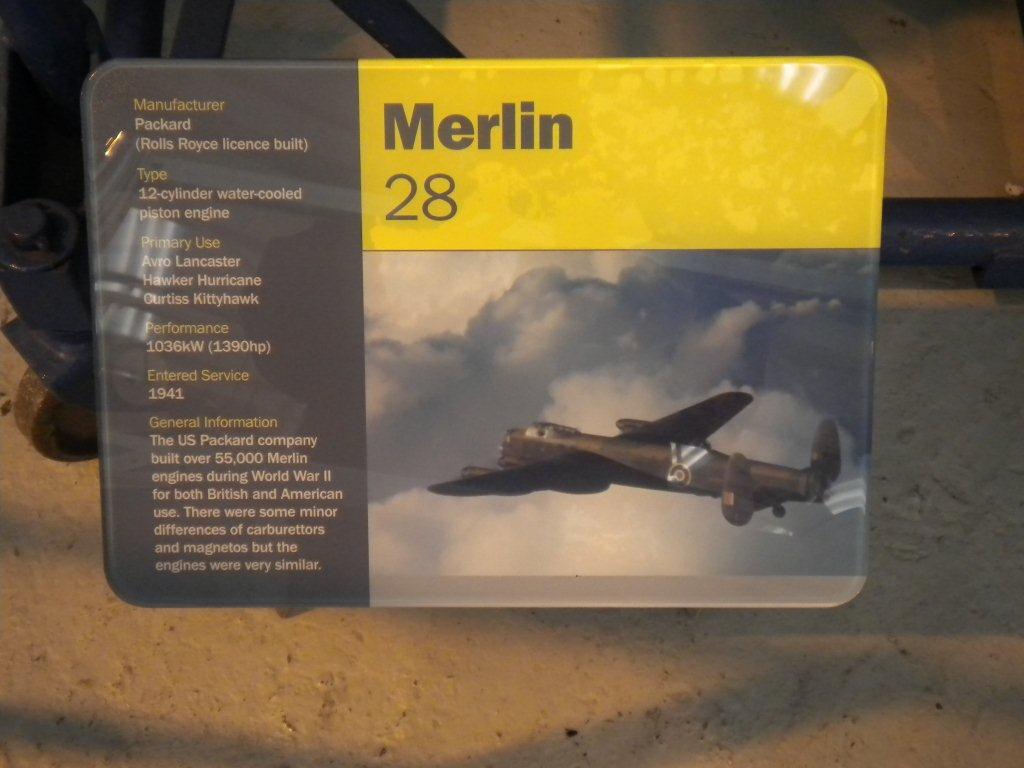 Manufacturer
Packard
(Rolls Royce licence built)
Type
12-cylinder water-cooled
piston engine
Primary Use
Avro Lancaster
Hawker Hurricane
Curtiss Kittyhawk
Performance
1036kW (1390hp)
Entered Service
1941
General Information
The US Packard company
built over 55,000 Merlin
engines during World War II
for both British and American
use. There were some minor
differences of carburettors
and magnetos but the
engines were very similar.
Merlin
28